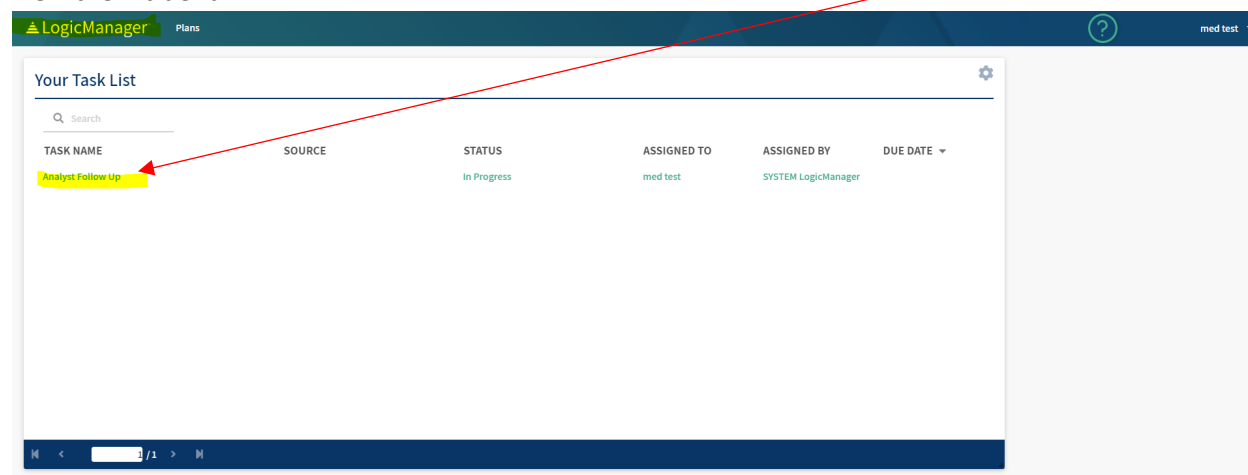 LogicManager Plans ? med test
Your Task List
Search
TASK NAME SOURCE STATUS ASSIGNED TO ASSIGNED BY DUE DATE
Analyst Follow Up In Progress med test SYSTEM LogicManager
1 / 1